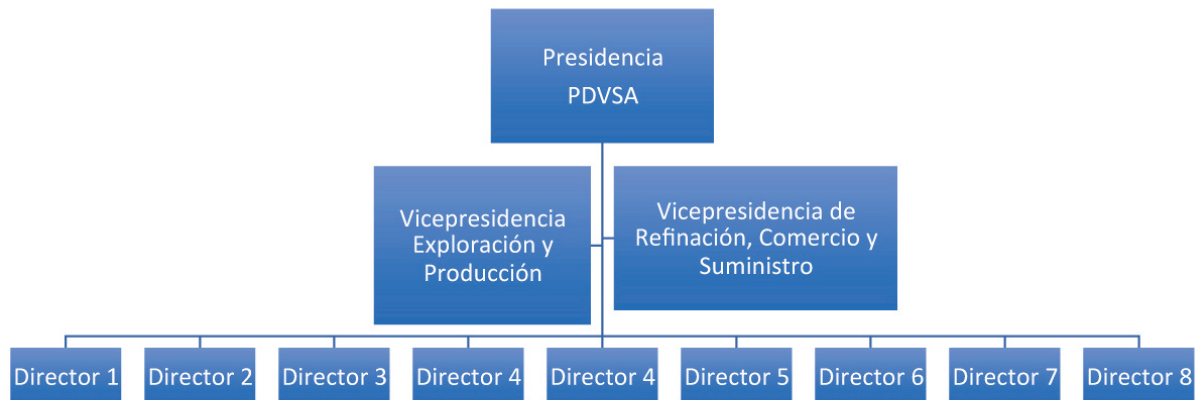 Presidencia
PDVSA
Vicepresidencia
Exploración y
Producción
Vicepresidencia de
Refinación, Comercio y
Suministro
Director 1
Director 2
Director 3
Director 4
Director 4
Director 5
Director 6
Director 7
Director 8